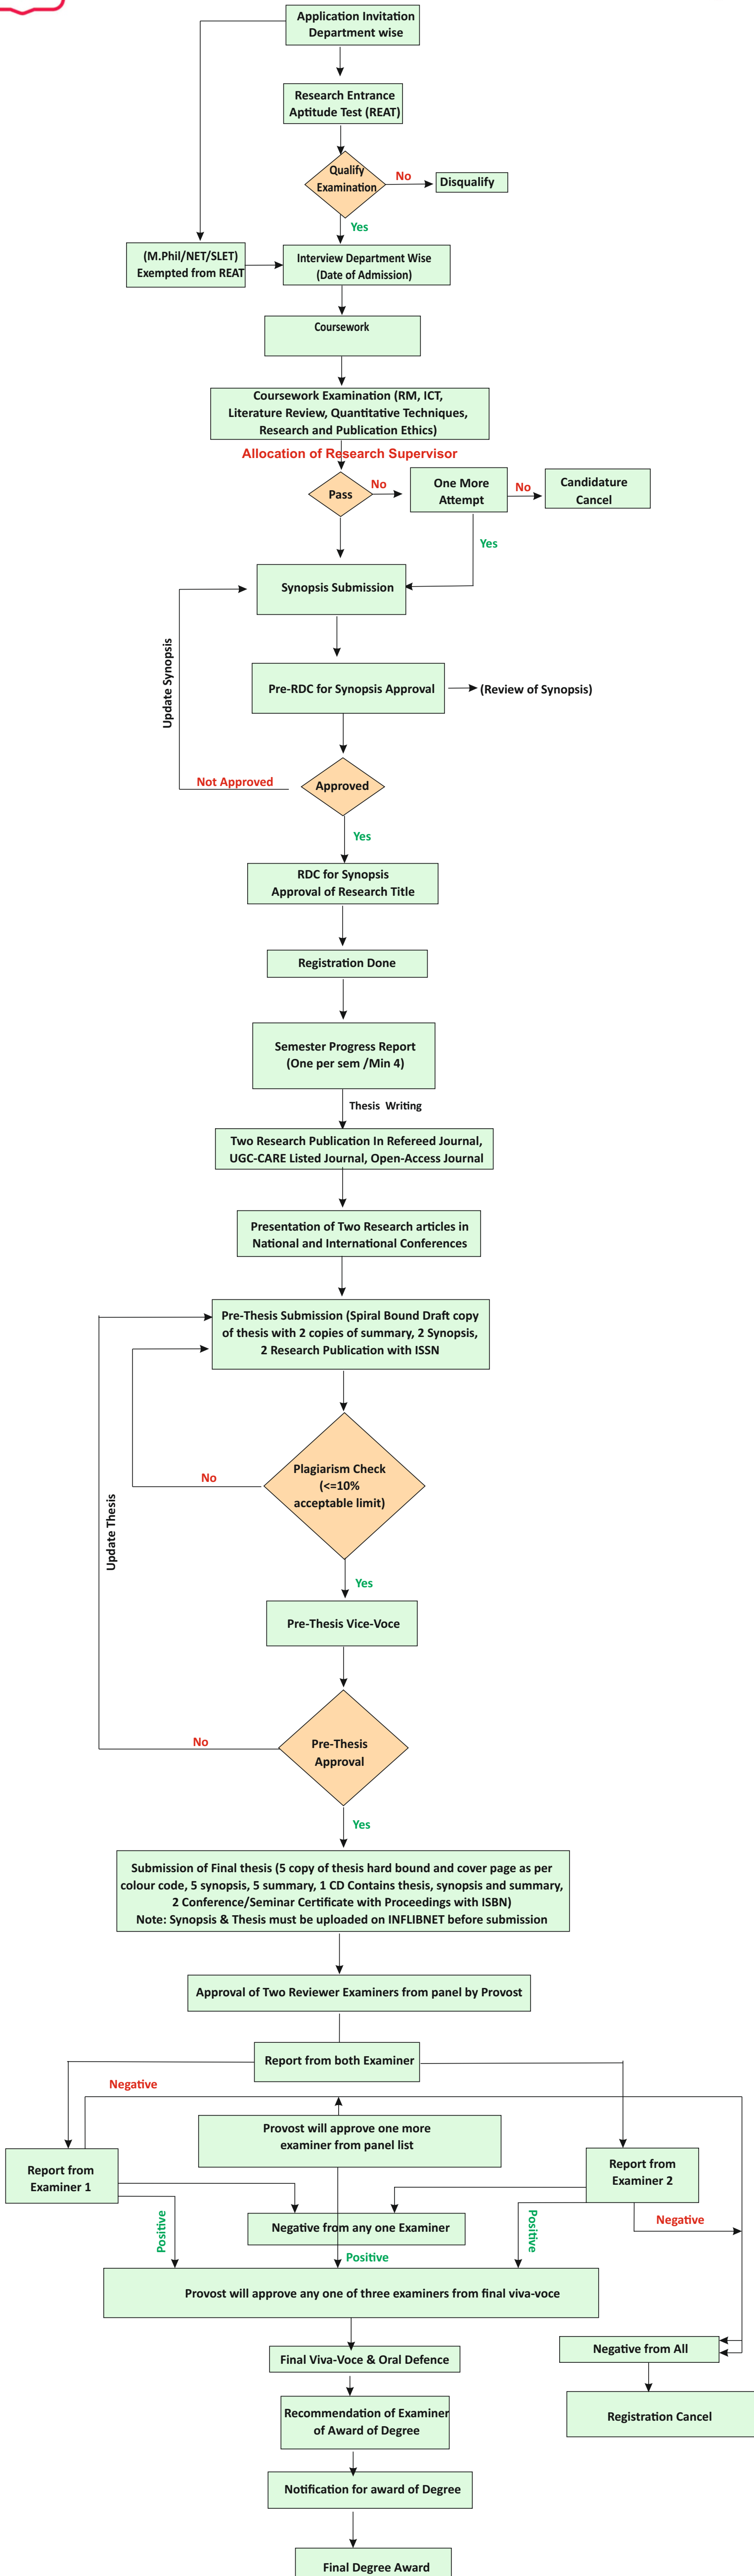 Application Invitation
Department wise
Research Entrance
Aptitude Test (REAT)
Qualify
Examination
No
Disqualify
Yes
(M.Phil/NET/SLET)
Exempted from REAT
Interview Department Wise
(Date of Admission)
Coursework
Coursework Examination (RM, ICT,
Literature Review, Quantitative Techniques,
Research and Publication Ethics)
Allocation of Research Supervisor
Pass
No
One More
Attempt
No
Candidature
Cancel
Yes
Synopsis Submission
Update Synopsis
Pre-RDC for Synopsis Approval
(Review of Synopsis)
Not Approved
Approved
Yes
RDC for Synopsis
Approval of Research Title
Registration Done
Semester Progress Report
(One per sem /Min 4)
Thesis Writing
Two Research Publication In Refereed Journal,
UGC-CARE Listed Journal, Open-Access Journal
Presentation of Two Research articles in
National and International Conferences
Pre-Thesis Submission (Spiral Bound Draft copy
of thesis with 2 copies of summary, 2 Synopsis,
2 Research Publication with ISSN
Plagiarism Check
(<=10%
acceptable limit)
No
Update Thesis
Yes
Pre-Thesis Vice-Voce
Pre-Thesis
Approval
No
Yes
Submission of Final thesis (5 copy of thesis hard bound and cover page as per
colour code, 5 synopsis, 5 summary, 1 CD Contains thesis, synopsis and summary,
2 Conference/Seminar Certificate with Proceedings with ISBN)
Note: Synopsis & Thesis must be uploaded on INFLIBNET before submission
Approval of Two Reviewer Examiners from panel by Provost
Report from both Examiner
Negative
Provost will approve one more
examiner from panel list
Report from
Examiner 1
Report from
Examiner 2
Positive
Negative from any one Examiner
Positive
Positive
Negative
Provost will approve any one of three examiners from final viva-voce
Final Viva-Voce & Oral Defence
Negative from All
Recommendation of Examiner
of Award of Degree
Registration Cancel
Notification for award of Degree
Final Degree Award